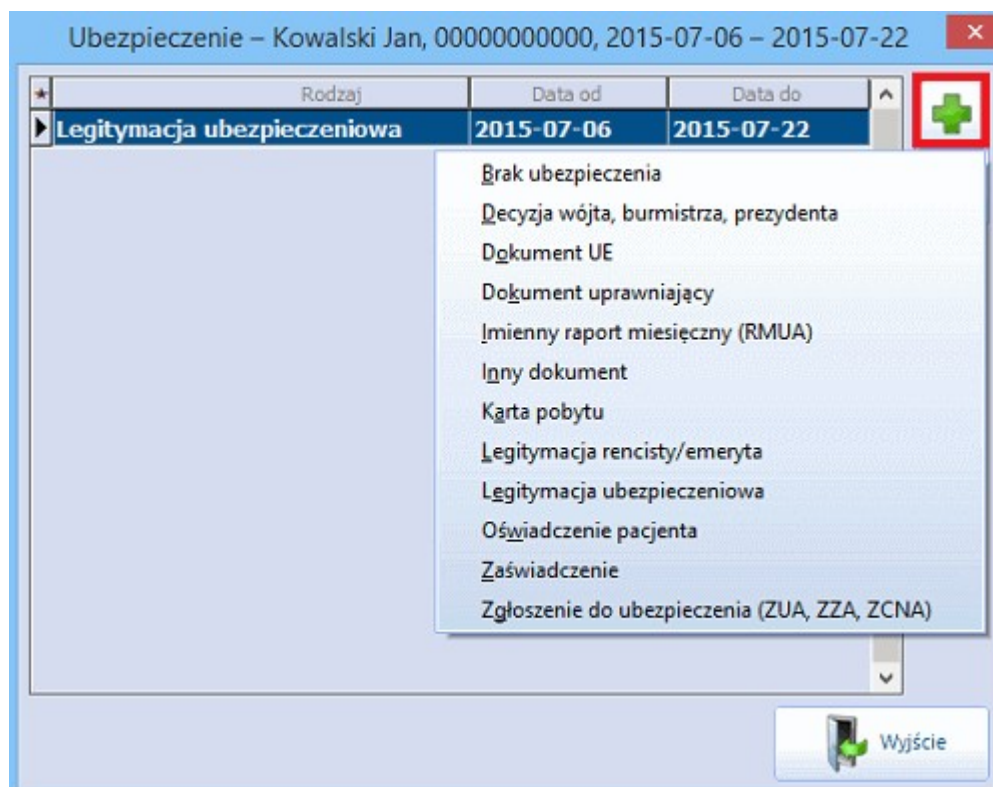 Ubezpieczenie – Kowalski Jan, 00000000000, 2015-07-06 – 2015-07-22
Rodzaj Data od Data do
Legitymacja ubezpieczeniowa 2015-07-06 2015-07-22
Brak ubezpieczenia
Decyzja wójta, burmistrza, prezydenta
Dokument UE
Dokument uprawniający
Imienny raport miesięczny (RMUA)
Inny dokument
Karta pobytu
Legitymacja rencisty/emeryta
Legitymacja ubezpieczeniowa
Oświadczenie pacjenta
Zaświadczenie
Zgłoszenie do ubezpieczenia (ZUA, ZZA, ZCNA)
Wyjście